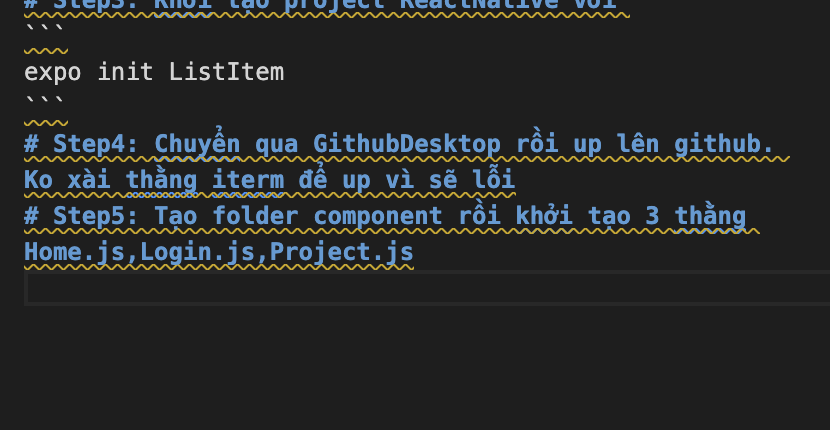 # Step3: Khởi tạo project ReactNative với
```
expo init ListItem
```
# Step4: Chuyển qua GithubDesktop rồi up lên github.
Ko xài thằng iterm để up vì sẽ lỗi
# Step5: Tạo folder component rồi khởi tạo 3 thằng
Home.js,Login.js,Project.js